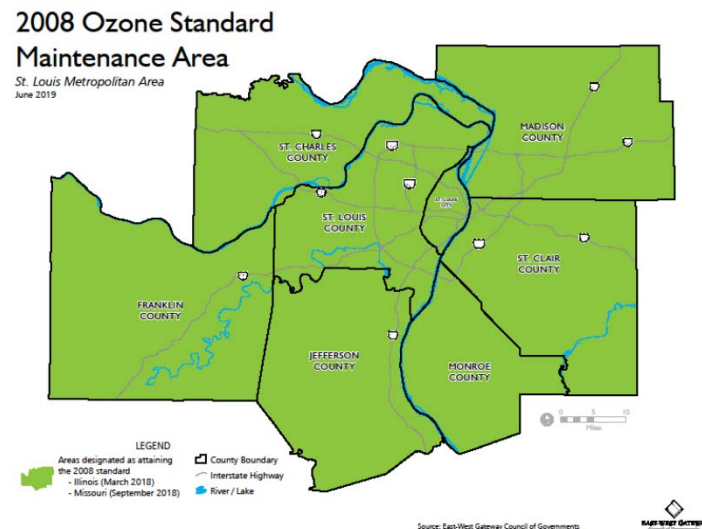 2008 Ozone Standard
Maintenance Area
St. Louis Metropolitan Area
June 2019
MADISON
COUNTY
ST. CHARLES
COUNTY
ST. LOUIS
COUNTY
ST. LOUIS
CITY
ST. CLAIR
COUNTY
FRANKLIN
COUNTY
JEFFERSON
COUNTY
MONROE
COUNTY
0 5 10
Miles
LEGEND
Areas designated as attaining
the 2008 standard
- Illinois (March 2018)
- Missouri (September 2018)
County Boundary
Interstate Highway
River / Lake
Source: East-West Gateway Council of Governments